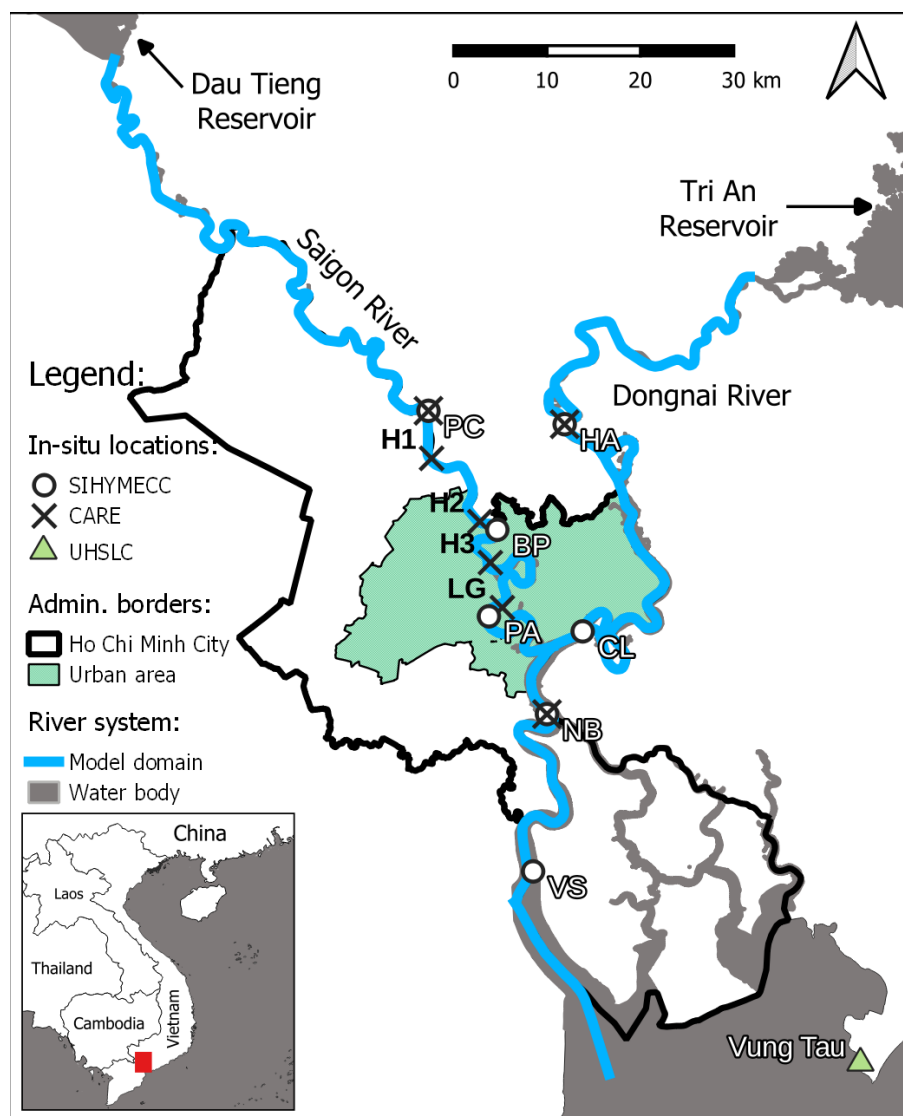 0 10 20 30 km
Dau Tieng
Reservoir
Tri An
Reservoir
Saigon River
Dongnai River
PC
HA
H1
H2
BP
H3
LG
PA
CL
NB
VS
Vung Tau
Legend:
In-situ locations:
SIHYMECC
CARE
UHSLC
Admin. borders:
Ho Chi Minh City
Urban area
River system:
Model domain
Water body
China
Laos
Thailand
Vietnam
Cambodia